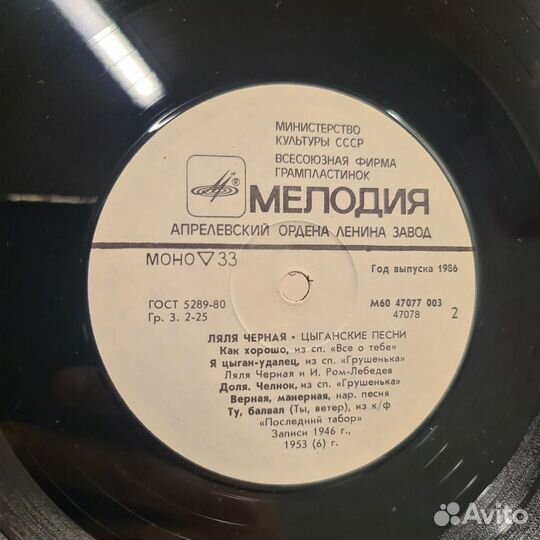 МИНИСТЕРСТВО
КУЛЬТУРЫ СССР
ВСЕСОЮЗНАЯ ФИРМА
ГРАМПЛАСТИНОК
МЕЛОДИЯ
АПРЕЛЕВСКИЙ ОРДЕНА ЛЕНИНА ЗАВОД
МОНО ▽ 33
Год выпуска 1986
ГОСТ 5289-80
Гр. 3. 2-25
М60 47077 003
47078
2
ЛЯЛЯ ЧЕРНАЯ • ЦЫГАНСКИЕ ПЕСНИ
Как хорошо, из сп. «Все о тебе»
Я цыган-удалец, из сп. «Грушенька»
Ляля Черная и И. Ром-Лебедев
Доля. Челнок, из сп. «Грушенька»
Верная, манерная, нар. песня
Ту, балвал (Ты, ветер), из к/ф
«Последний табор»
Записи 1946 г.,
1953 (6) г.
Avito